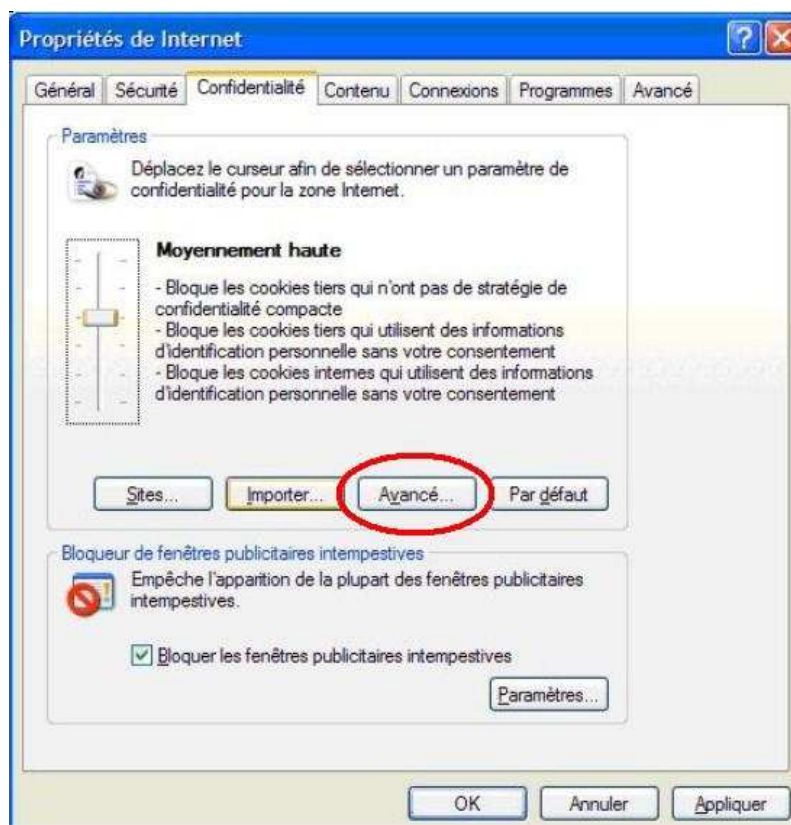 Propriétés de Internet
Général Sécurité Confidentialité Contenu Connexions Programmes Avancé
Paramètres
Déplacez le curseur afin de sélectionner un paramètre de
confidentialité pour la zone Internet.
Moyennement haute
- Bloque les cookies tiers qui n'ont pas de stratégie de
confidentialité compacte
- Bloque les cookies tiers qui utilisent des informations
d'identification personnelle sans votre consentement
- Bloque les cookies internes qui utilisent des informations
d'identification personnelle sans votre consentement
Sites... Importer... Avancé... Par défaut
Bloqueur de fenêtres publicitaires intempestives
Empêche l'apparition de la plupart des fenêtres publicitaires
intempestives.
Bloquer les fenêtres publicitaires intempestives
Paramètres...
OK Annuler Appliquer